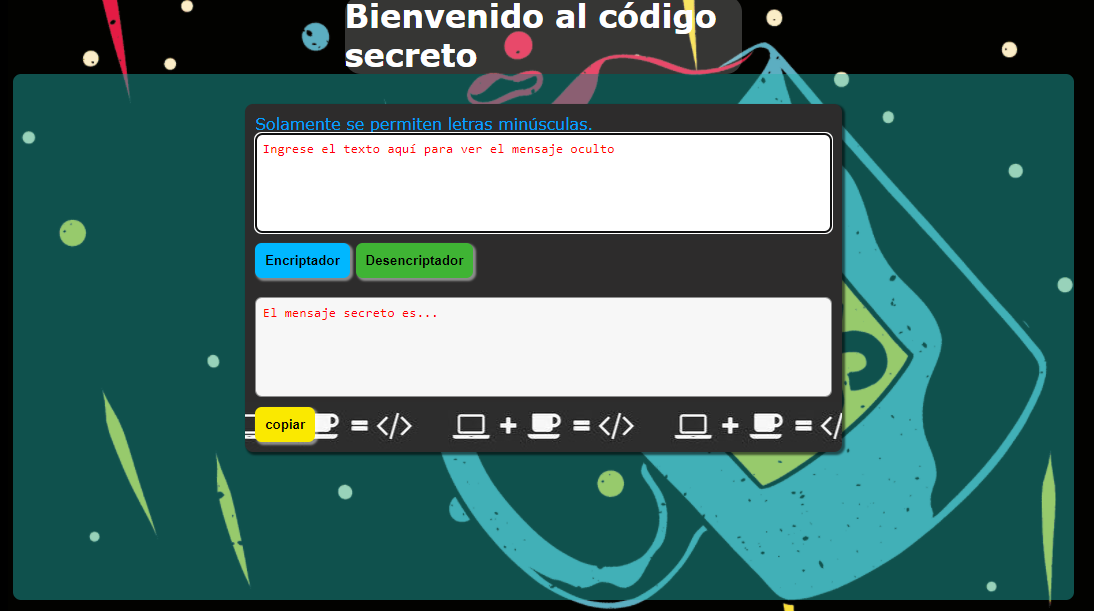 Bienvenido al código
secreto
Solamente se permiten letras minúsculas.
Ingrese el texto aquí para ver el mensaje oculto
Encriptador Desencriptador
El mensaje secreto es...
copiar = </> + = </> + = </